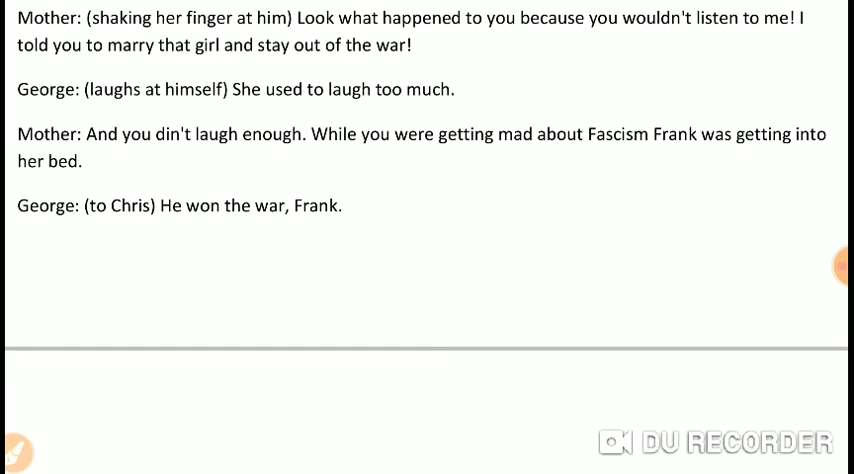 Mother: (shaking her finger at him) Look what happened to you because you wouldn't listen to me! I
told you to marry that girl and stay out of the war!
George: (laughs at himself) She used to laugh too much.
Mother: And you din't laugh enough. While you were getting mad about Fascism Frank was getting into
her bed.
George: (to Chris) He won the war, Frank.
DU RECORDER